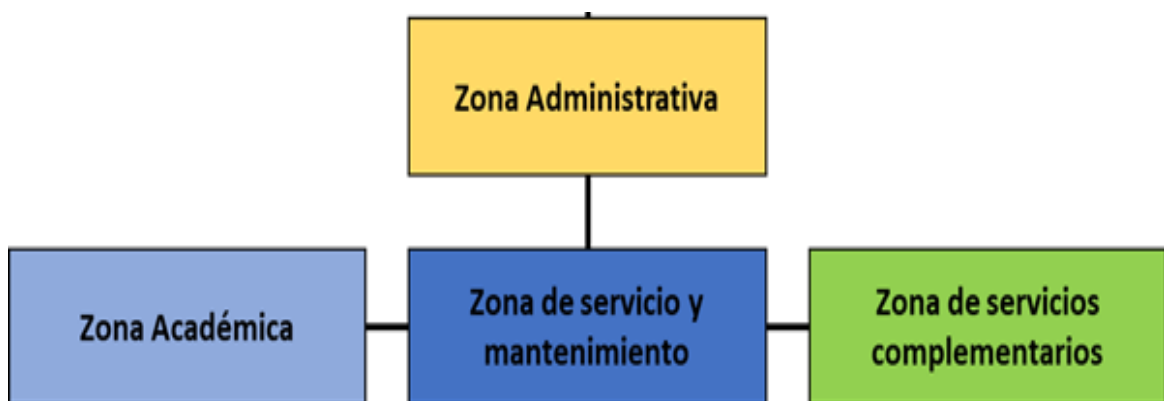 Zona Administrativa
Zona Académica
Zona de servicio y
mantenimiento
Zona de servicios
complementarios